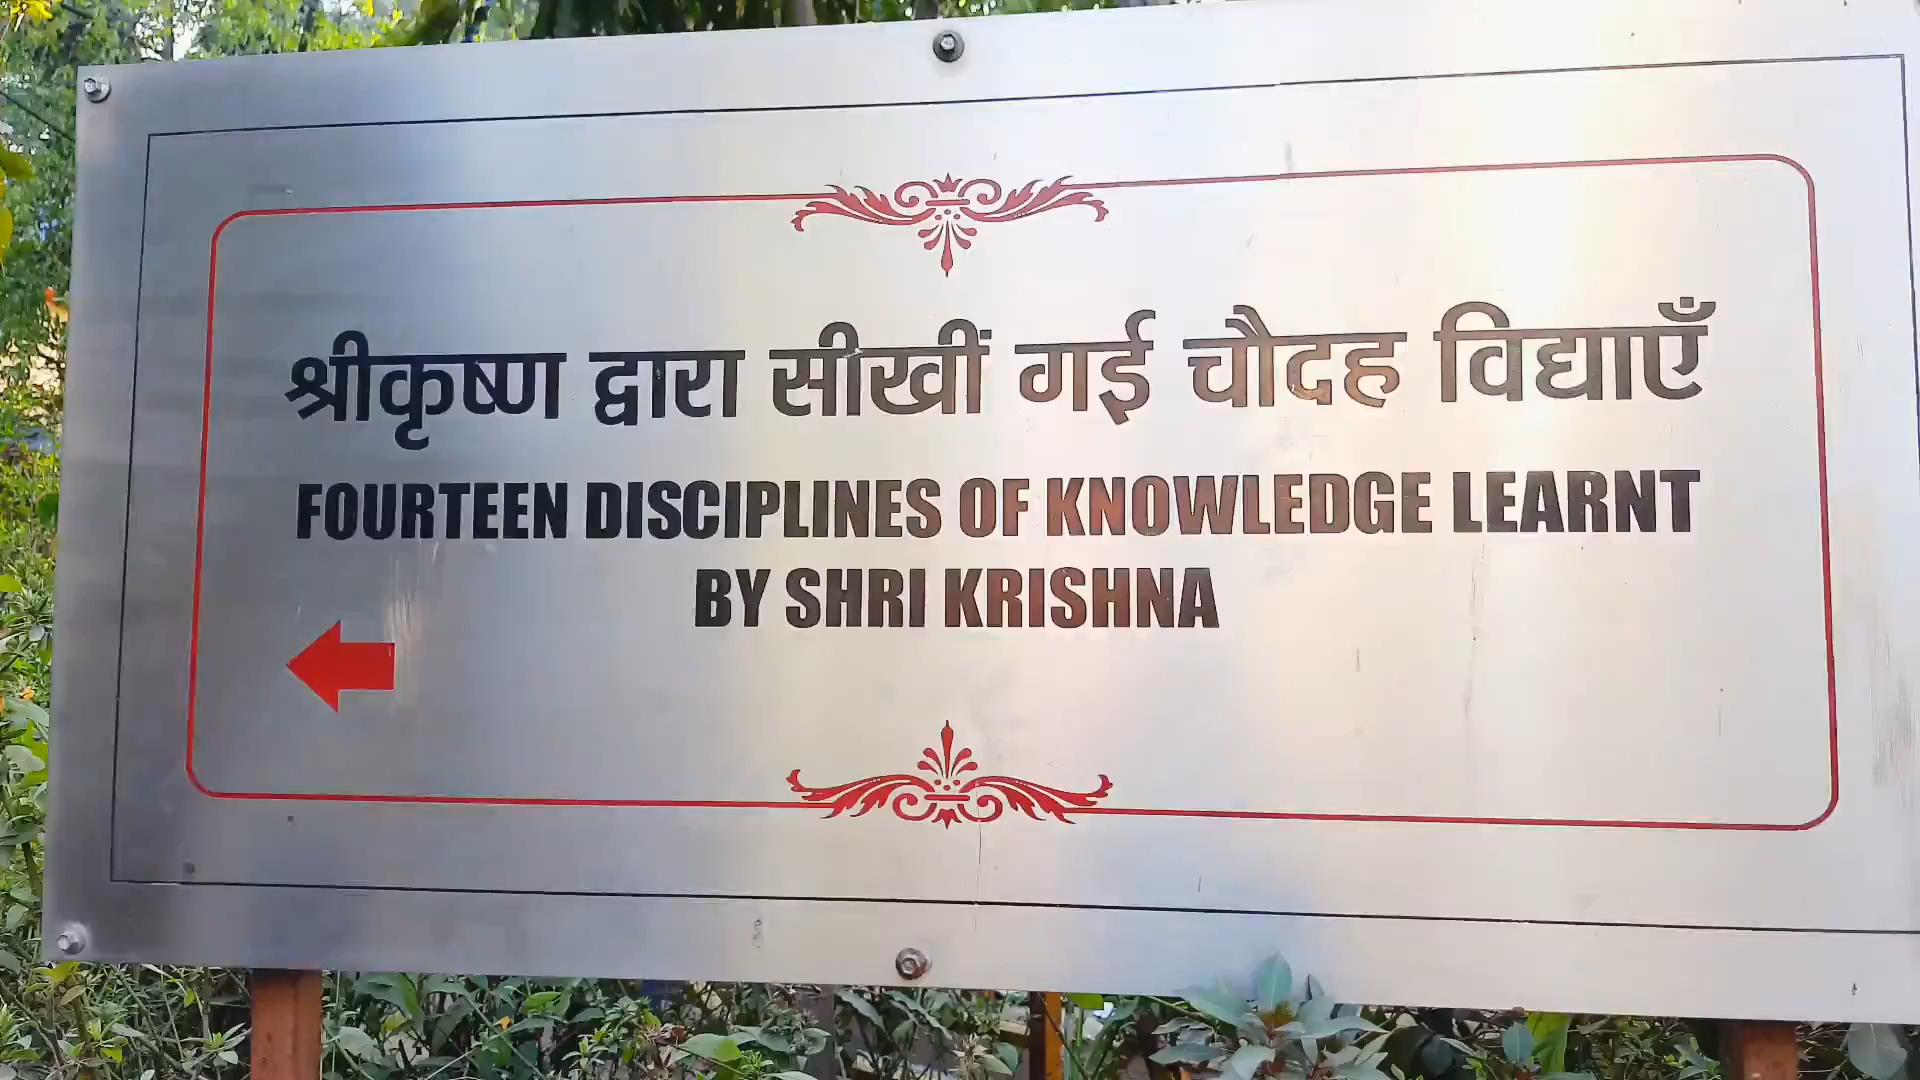 श्रीकृष्ण द्वारा सीखीं गई चौदह विद्याएँ
FOURTEEN DISCIPLINES OF KNOWLEDGE LEARNT
BY SHRI KRISHNA